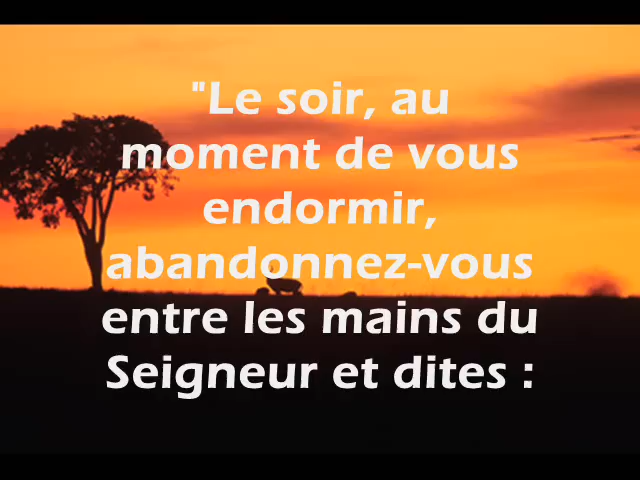 "Le soir, au
moment de vous
endormir,
abandonnez-vous
entre les mains du
Seigneur et dites :